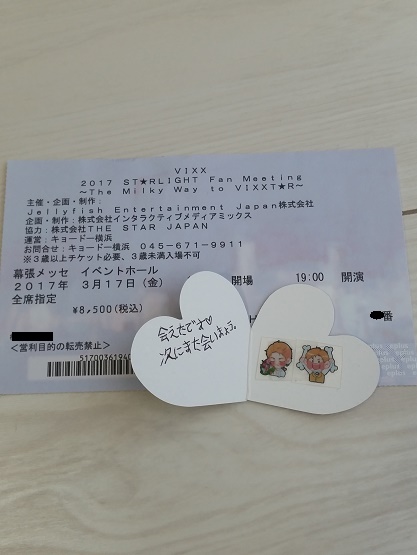 VIXX
2017 ST★RLIGHT Fan Meeting
~The Milky Way to VIXXT★R~
主催・企画・制作:
Jellyfish Entertainment Japan株式会社
企画・制作:株式会社インタラクティブメディアミックス
協力:株式会社THE STAR JAPAN
運営:キョードー横浜
お問合せ:キョードー横浜 045-671-9911
※3歳以上チケット必要、3歳未満入場不可
幕張メッセ イベントホール
2017年 3月17日(金) 開場 19:00 開演
全席指定
¥8,500(税込)
番
<営利目的の転売禁止>
517003619
会えたです♡
次にまた会いましょう。